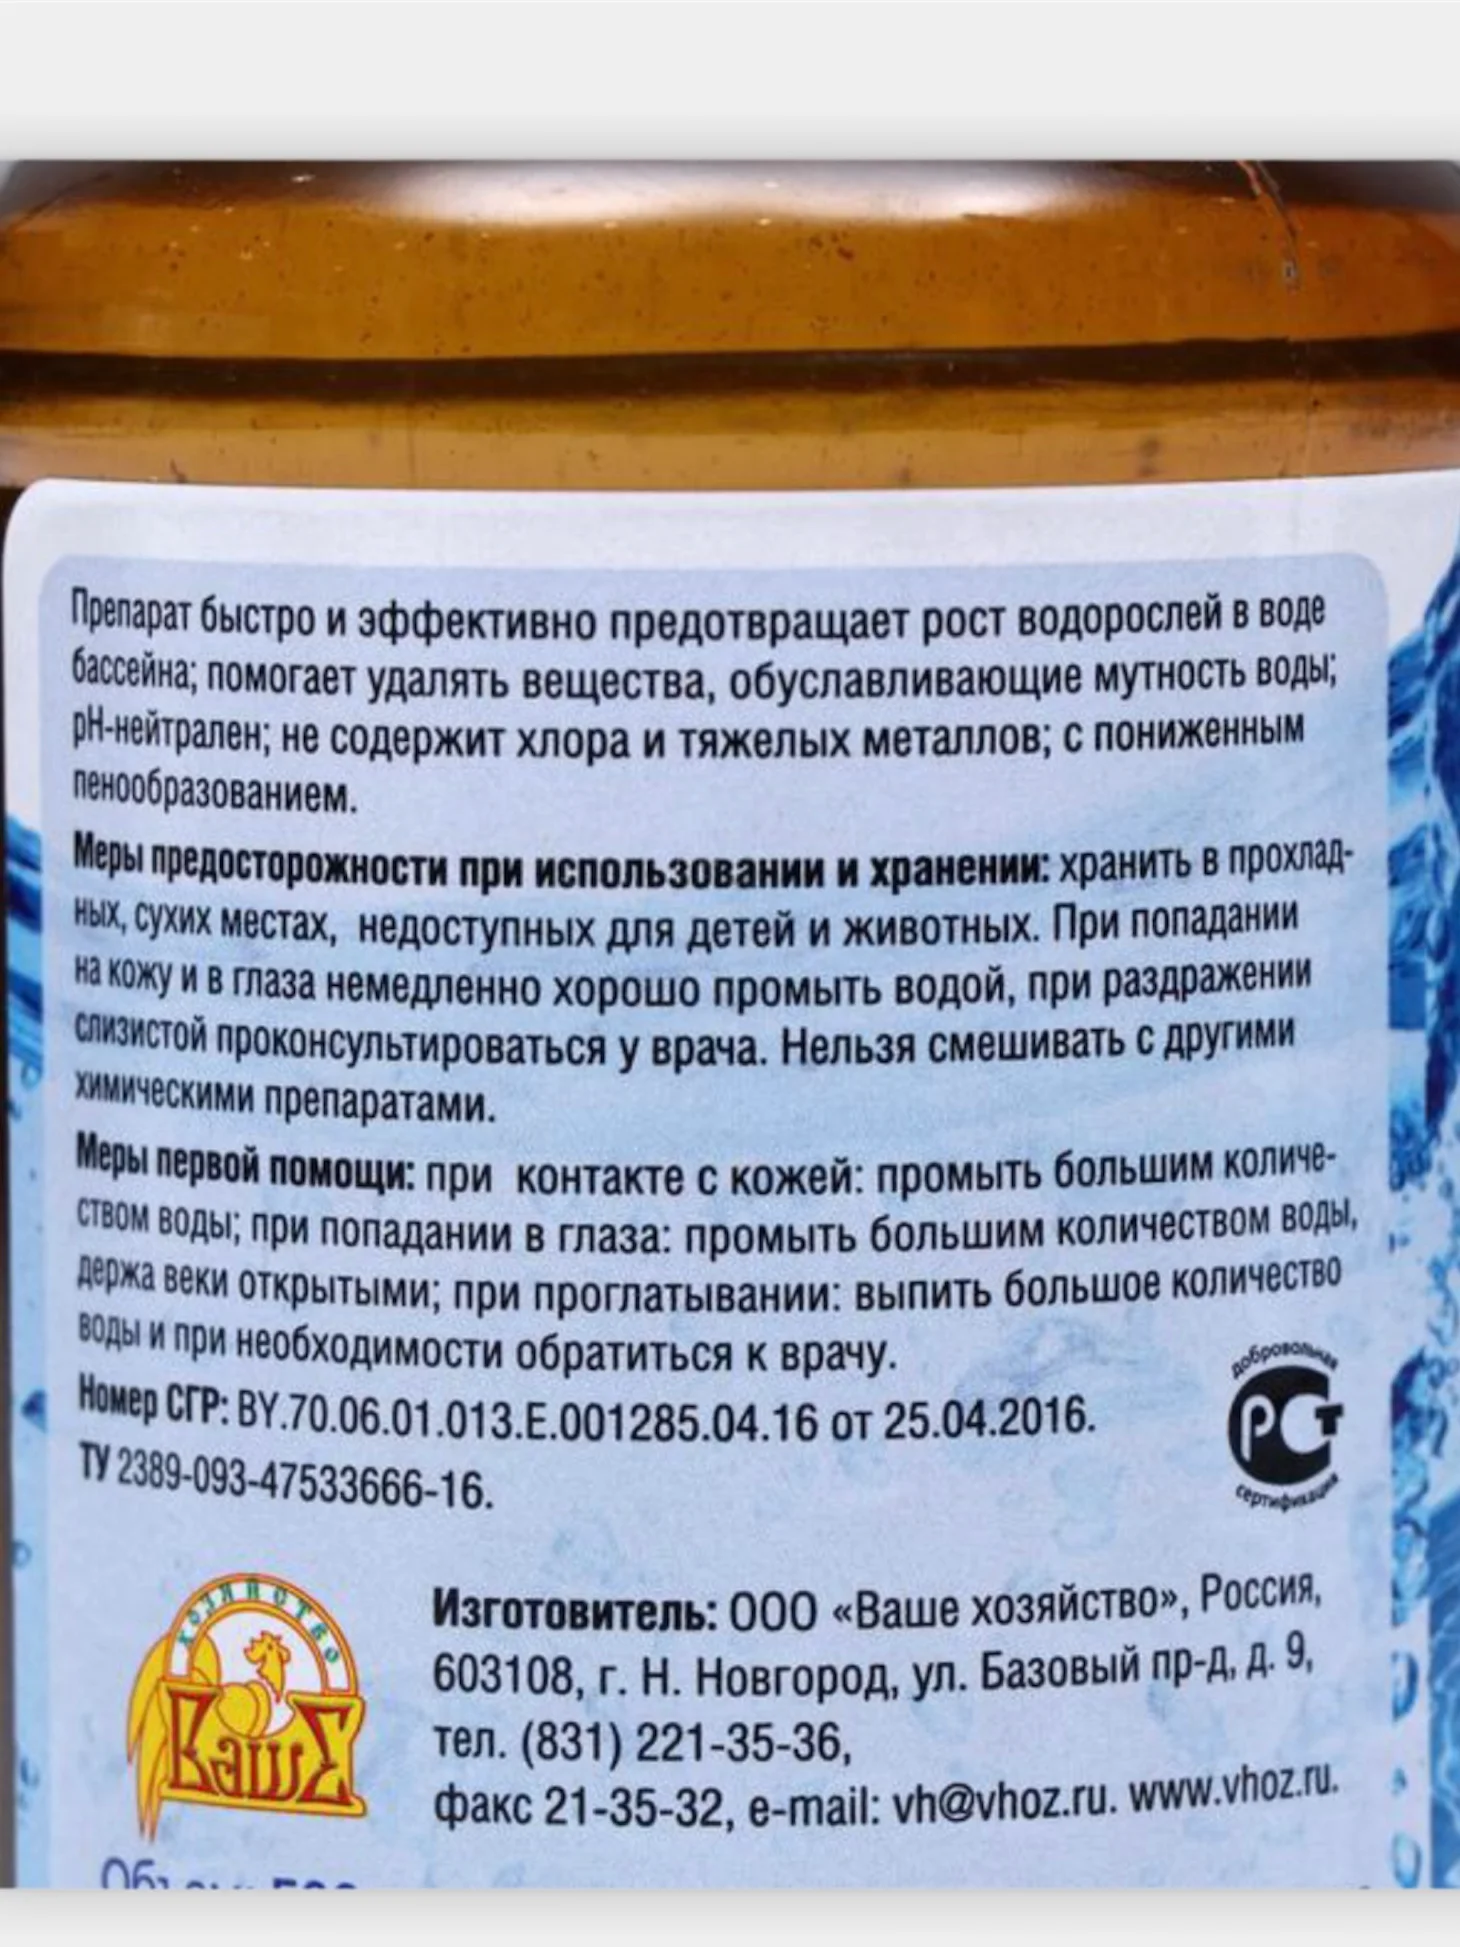 Препарат быстро и эффективно предотвращает рост водорослей в воде
бассейна; помогает удалять вещества, обуславливающие мутность воды;
pH-нейтрален; не содержит хлора и тяжелых металлов; с пониженным
пенообразованием.
Меры предосторожности при использовании и хранении: хранить в прохлад-
ных, сухих местах, недоступных для детей и животных. При попадании
на кожу и в глаза немедленно хорошо промыть водой, при раздражении
слизистой проконсультироваться у врача. Нельзя смешивать с другими
химическими препаратами.
Меры первой помощи: при контакте с кожей: промыть большим количе-
ством воды; при попадании в глаза: промыть большим количеством воды,
держа веки открытыми; при проглатывании: выпить большое количество
воды и при необходимости обратиться к врачу.
Номер СГР: BY.70.06.01.013.E.001285.04.16 от 25.04.2016.
ТУ 2389-093-47533666-16.
добровольная
РСТ
сертификация
ХОЗЯЙСТВО
ВаШЕ
Изготовитель: ООО «Ваше хозяйство», Россия,
603108, г. Н. Новгород, ул. Базовый пр-д, д. 9,
тел. (831) 221-35-36,
факс 21-35-32, e-mail: vh@vhoz.ru. www.vhoz.ru.